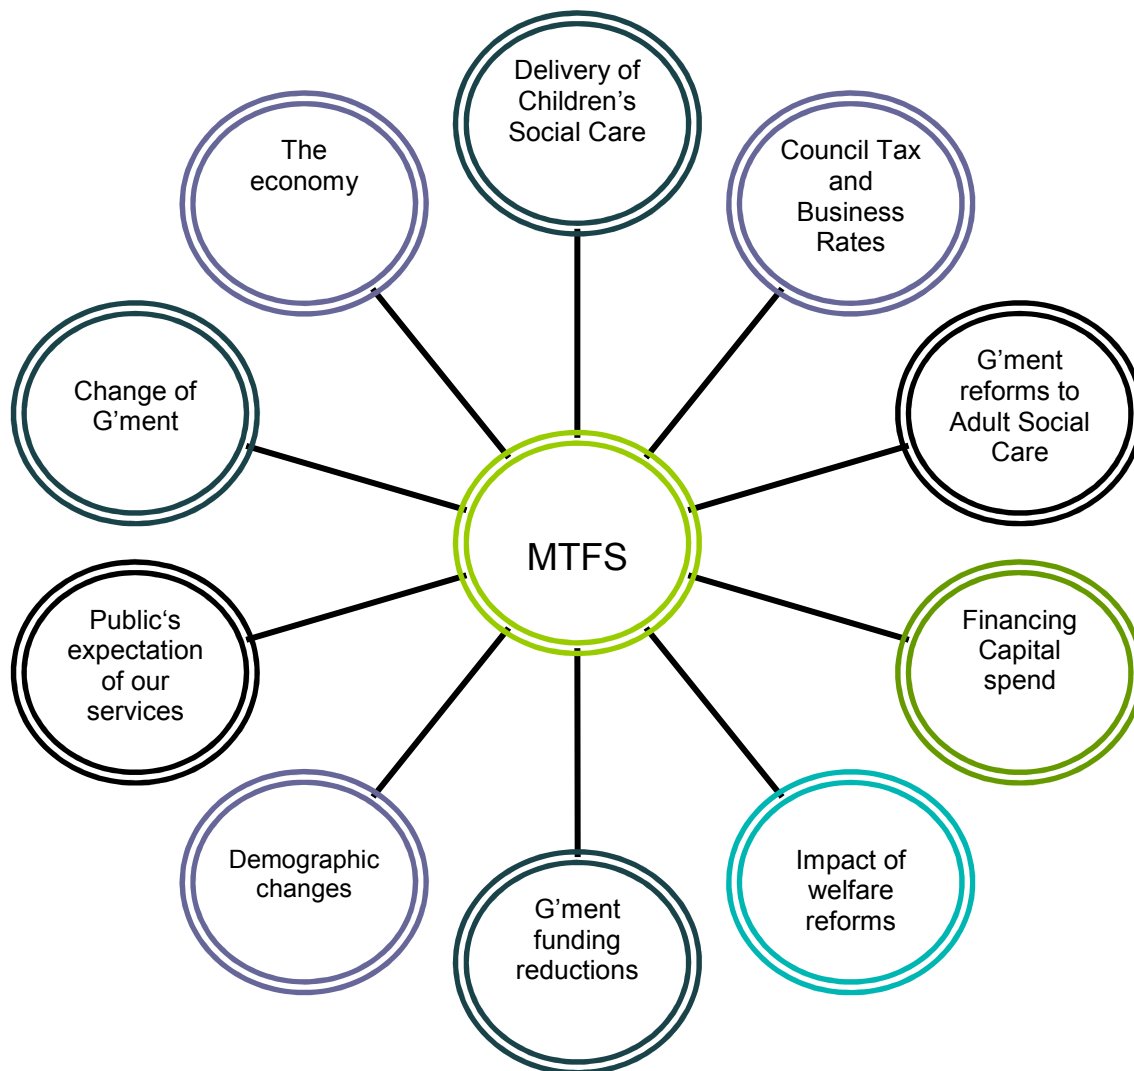 Delivery of
Children’s
Social Care
Council Tax
and
Business
Rates
G’ment
reforms to
Adult Social
Care
Financing
Capital
spend
Impact of
welfare
reforms
G’ment
funding
reductions
Demographic
changes
Public‘s
expectation
of our
services
Change of
G’ment
The
economy
MTFS